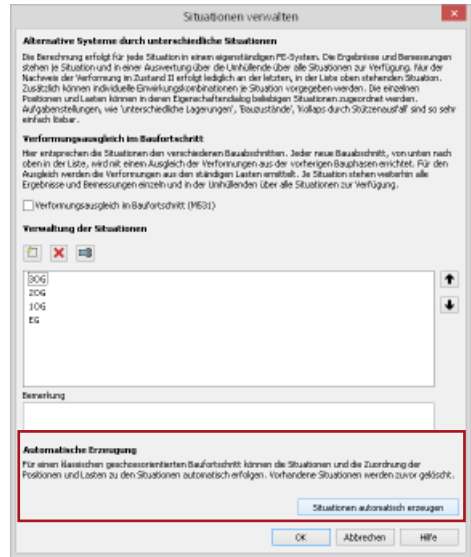 Situationen verwalten
Alternative Systeme durch unterschiedliche Situationen
Die Berechnung erfolgt für jede Situation in einem eigenständigen FE-System. Die Ergebnisse und Bemessungen
stehen je Situation und in einer Auswertung über die Umhüllende über alle Situationen zur Verfügung. Nur der
Nachweis der Verformung im Zustand II erfolgt lediglich an der letzten, in der Liste oben stehenden Situation.
Zusätzlich können individuelle Einwirkungskombinationen je Situation vorgegeben werden. Die einzelnen
Positionen und Lasten können in deren Eigenschaftendialog beliebigen Situationen zugeordnet werden.
Aufgabenstellungen, wie 'unterschiedliche Lagerungen', 'Bauzustände', 'Kollaps durch Stützenausfall' sind so sehr
einfach lösbar.
Verformungsausgleich im Baufortschritt
Hier entsprechen die Situationen den verschiedenen Bauabschnitten. Jeder neue Bauabschnitt, von unten nach
oben in der Liste, wird mit einen Ausgleich der Verformungen aus der vorherigen Bauphasen errichtet. Für den
Ausgleich werden die Verformungen aus den ständigen Lasten ermittelt. Je Situation stehen weiterhin alle
Ergebnisse und Bemessungen einzeln und in der Umhüllenden über alle Situationen zur Verfügung.
Verformungsausgleich im Baufortschritt (M531)
Verwaltung der Situationen
3OG
2OG
1OG
EG
Bemerkung
Automatische Erzeugung
Für einen klassischen geschossorientierten Baufortschritt können die Situationen und die Zuordnung der
Positionen und Lasten zu den Situationen automatisch erfolgen. Vorhandene Situationen werden zuvor gelöscht.
Situationen automatisch erzeugen
OK
Abbrechen
Hilfe